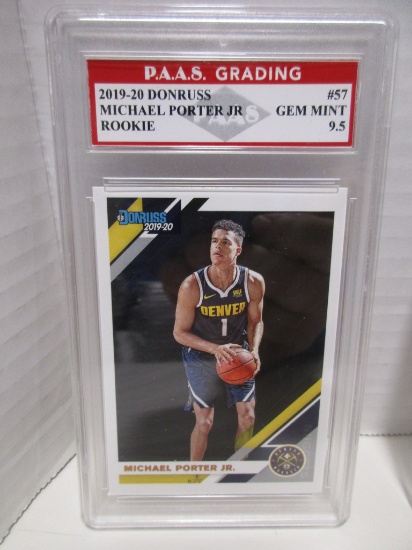 P.A.A.S. GRADING
2019-20 DONRUSS #57
MICHAEL PORTER JR GEM MINT
ROOKIE 9.5
PAAS
DONRUSS
2019-20
DENVER
1
MICHAEL PORTER JR.